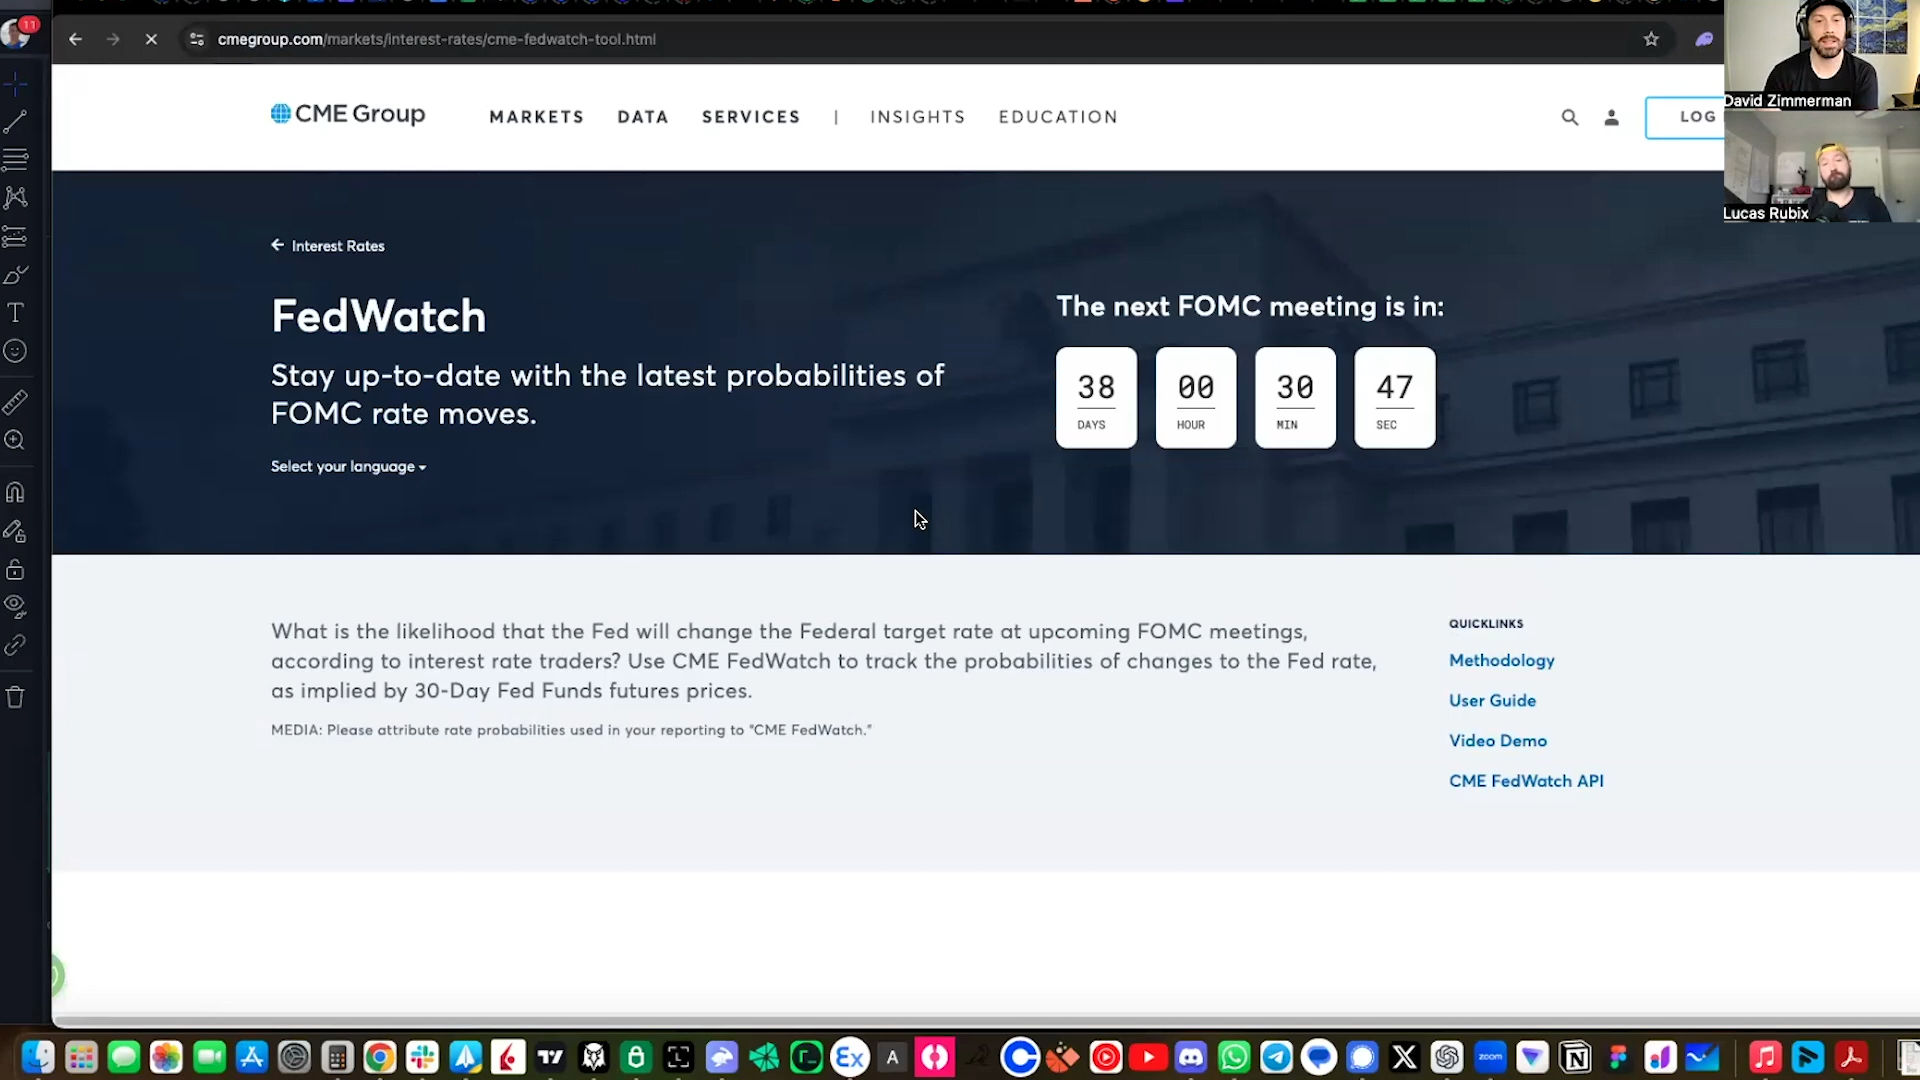 11
cmegroup.com/markets/interest-rates/cme-fedwatch-tool.html
CME Group
MARKETS
DATA
SERVICES
|
INSIGHTS
EDUCATION
LOG
David Zimmerman
Lucas Rubix
Interest Rates
FedWatch
Stay up-to-date with the latest probabilities of
FOMC rate moves.
Select your language
The next FOMC meeting is in:
38 00 30 47
DAYS HOUR MIN SEC
What is the likelihood that the Fed will change the Federal target rate at upcoming FOMC meetings,
according to interest rate traders? Use CME FedWatch to track the probabilities of changes to the Fed rate,
as implied by 30-Day Fed Funds futures prices.
MEDIA: Please attribute rate probabilities used in your reporting to "CME FedWatch."
QUICKLINKS
Methodology
User Guide
Video Demo
CME FedWatch API
Ex
A
zoom